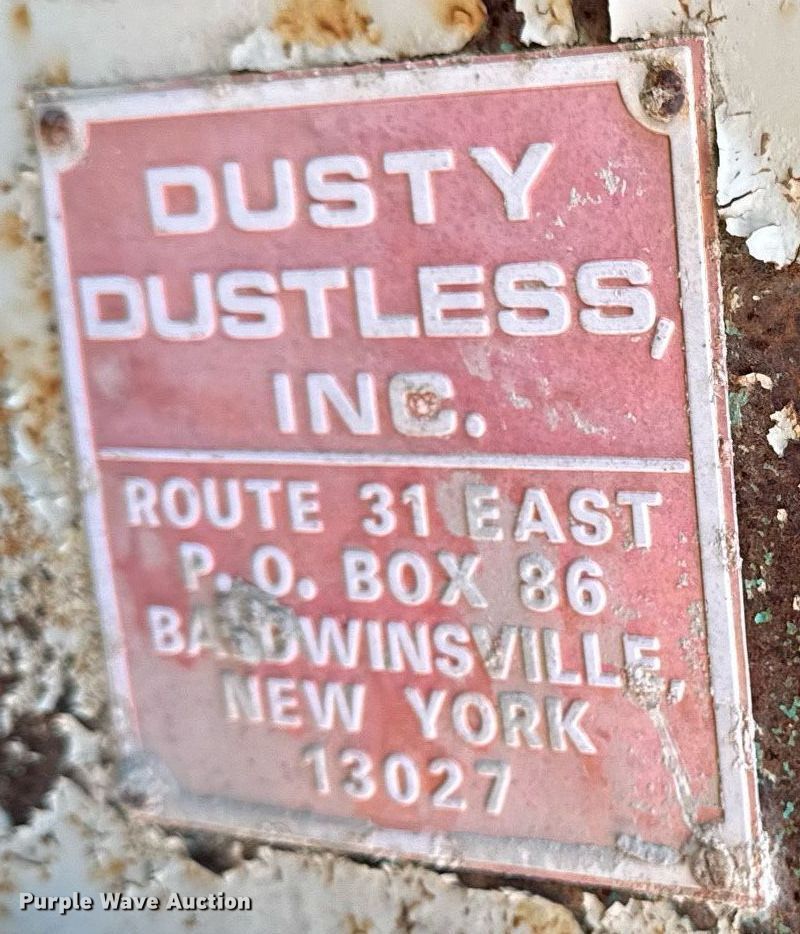 DUSTY
DUSTLESS,
INC.
ROUTE 31 EAST
P. O. BOX 86
BALDWINSVILLE,
NEW YORK
13027
Purple Wave Auction